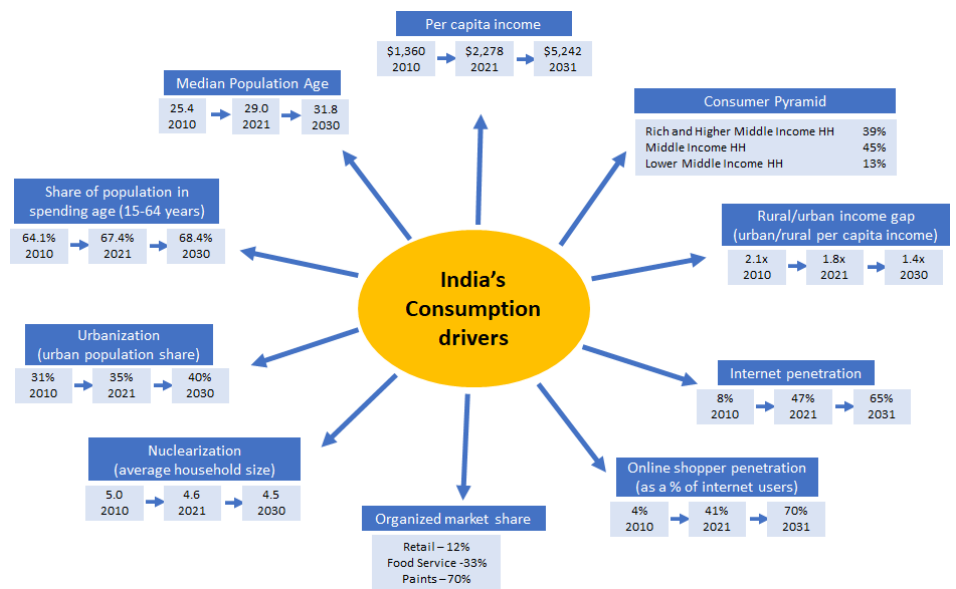 Per capita income
$1,360 $2,278 $5,242
2010 2021 2031
Median Population Age
25.4 29.0 31.8
2010 2021 2030
Consumer Pyramid
Rich and Higher Middle Income HH 39%
Middle Income HH 45%
Lower Middle Income HH 13%
Share of population in
spending age (15-64 years)
64.1% 67.4% 68.4%
2010 2021 2030
Rural/urban income gap
(urban/rural per capita income)
2.1x 1.8x 1.4x
2010 2021 2030
India's
Consumption
drivers
Urbanization
(urban population share)
31% 35% 40%
2010 2021 2030
Internet penetration
8% 47% 65%
2010 2021 2031
Nuclearization
(average household size)
5.0 4.6 4.5
2010 2021 2030
Online shopper penetration
(as a % of internet users)
4% 41% 70%
2010 2021 2031
Organized market share
Retail – 12%
Food Service -33%
Paints – 70%